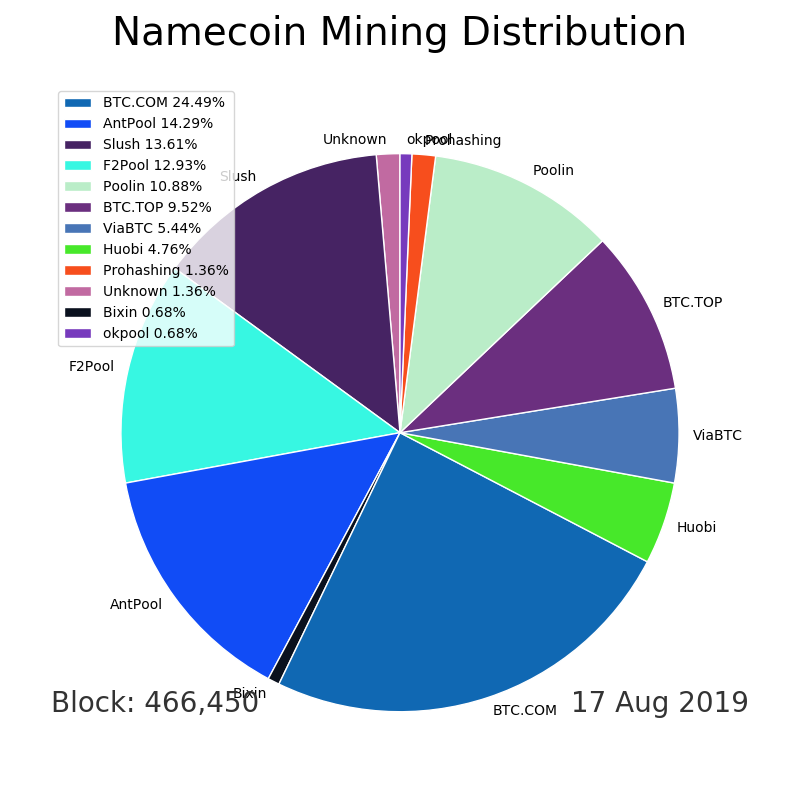 Namecoin Mining Distribution
BTC.COM 24.49%
AntPool 14.29%
Slush 13.61%
F2Pool 12.93%
Poolin 10.88%
BTC.TOP 9.52%
ViaBTC 5.44%
Huobi 4.76%
Prohashing 1.36%
Unknown 1.36%
Bixin 0.68%
okpool 0.68%
Unknown
okpool
Prohashing
Poolin
Slush
BTC.TOP
F2Pool
ViaBTC
Huobi
AntPool
Bixin
BTC.COM
Block: 466,450
17 Aug 2019